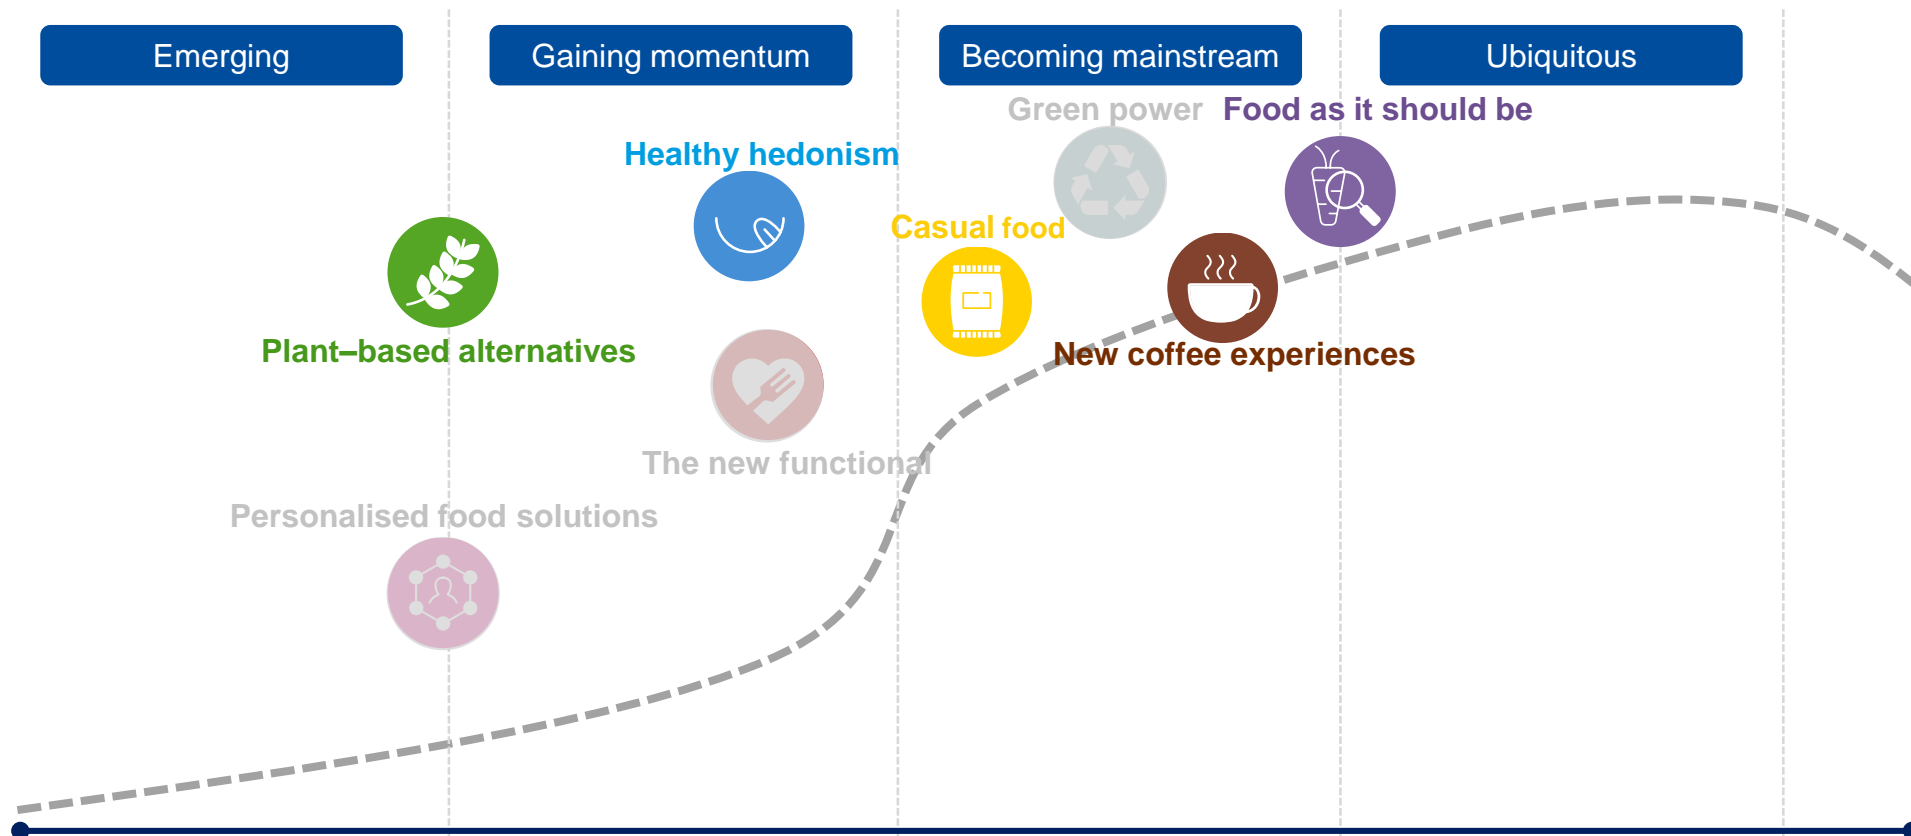 Emerging
Gaining momentum
Becoming mainstream
Ubiquitous
Green power
Food as it should be
Healthy hedonism
Casual food
Plant–based alternatives
New coffee experiences
The new functional
Personalised food solutions